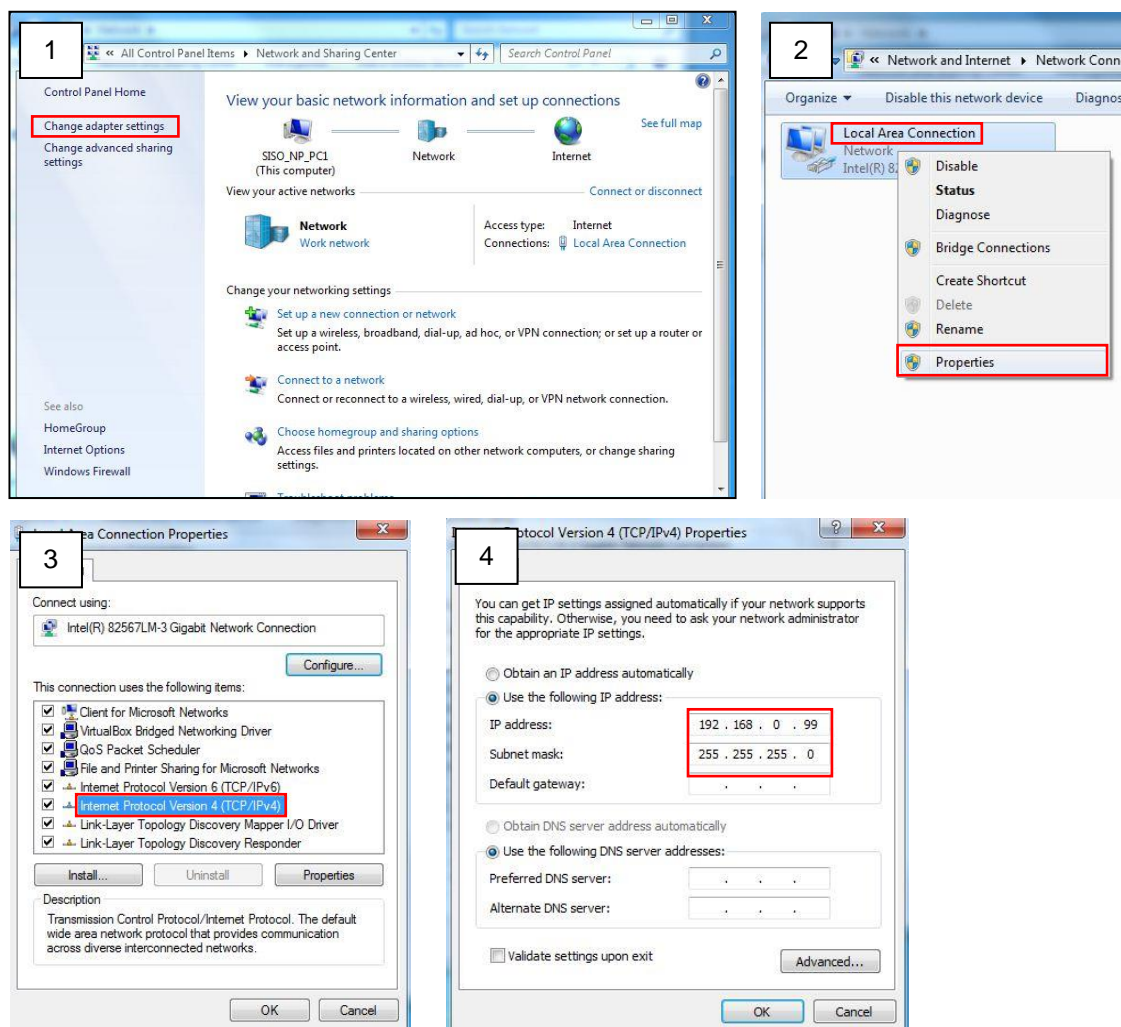 1
« All Control Panel Items ▸ Network and Sharing Center
Search Control Panel
Control Panel Home
Change adapter settings
Change advanced sharing
settings
See also
HomeGroup
Internet Options
Windows Firewall
View your basic network information and set up connections
See full map
SISO_NP_PC1
(This computer)
Network
Internet
View your active networks
Connect or disconnect
Network
Work network
Access type: Internet
Connections: Local Area Connection
Change your networking settings
Set up a new connection or network
Set up a wireless, broadband, dial-up, ad hoc, or VPN connection; or set up a router or
access point.
Connect to a network
Connect or reconnect to a wireless, wired, dial-up, or VPN network connection.
Choose homegroup and sharing options
Access files and printers located on other network computers, or change sharing
settings.
Troubleshoot problems
2
« Network and Internet ▸ Network Conn
Organize Disable this network device Diagnos
Local Area Connection
Network
Intel(R) 82
Disable
Status
Diagnose
Bridge Connections
Create Shortcut
Delete
Rename
Properties
3
Area Connection Properties
Connect using:
Intel(R) 82567LM-3 Gigabit Network Connection
Configure...
This connection uses the following items:
Client for Microsoft Networks
VirtualBox Bridged Networking Driver
QoS Packet Scheduler
File and Printer Sharing for Microsoft Networks
Internet Protocol Version 6 (TCP/IPv6)
Internet Protocol Version 4 (TCP/IPv4)
Link-Layer Topology Discovery Mapper I/O Driver
Link-Layer Topology Discovery Responder
Install... Uninstall Properties
Description
Transmission Control Protocol/Internet Protocol. The default
wide area network protocol that provides communication
across diverse interconnected networks.
OK Cancel
4
Protocol Version 4 (TCP/IPv4) Properties
You can get IP settings assigned automatically if your network supports
this capability. Otherwise, you need to ask your network administrator
for the appropriate IP settings.
Obtain an IP address automatically
Use the following IP address:
IP address: 192 . 168 . 0 . 99
Subnet mask: 255 . 255 . 255 . 0
Default gateway: . . .
Obtain DNS server address automatically
Use the following DNS server addresses:
Preferred DNS server: . . .
Alternate DNS server: . . .
Validate settings upon exit
Advanced...
OK Cancel